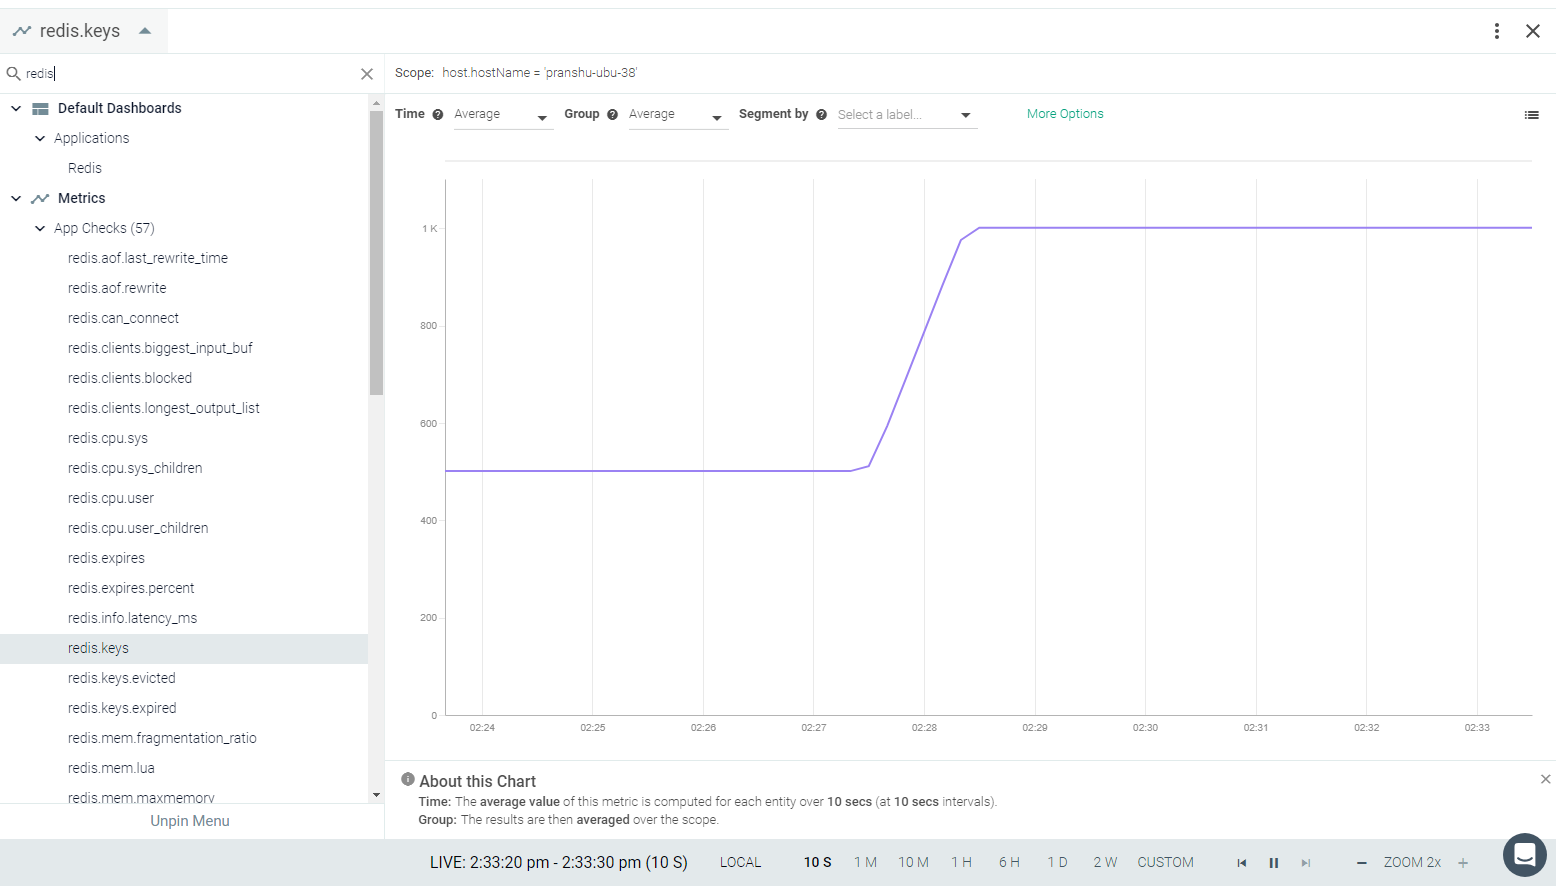 redis.keys
redis
Default Dashboards
Applications
Redis
Metrics
App Checks (57)
redis.aof.last_rewrite_time
redis.aof.rewrite
redis.can_connect
redis.clients.biggest_input_buf
redis.clients.blocked
redis.clients.longest_output_list
redis.cpu.sys
redis.cpu.sys_children
redis.cpu.user
redis.cpu.user_children
redis.expires
redis.expires.percent
redis.info.latency_ms
redis.keys
redis.keys.evicted
redis.keys.expired
redis.mem.fragmentation_ratio
redis.mem.lua
redis.mem.maxmemory
Unpin Menu
Scope: host.hostName = 'pranshu-ubu-38'
Time ? Average Group ? Average Segment by ? Select a label... More Options
1 K
800
600
400
200
0
02:24 02:25 02:26 02:27 02:28 02:29 02:30 02:31 02:32 02:33
About this Chart
Time: The average value of this metric is computed for each entity over 10 secs (at 10 secs intervals).
Group: The results are then averaged over the scope.
LIVE: 2:33:20 pm - 2:33:30 pm (10 S) LOCAL 10 S 1 M 10 M 1 H 6 H 1 D 2 W CUSTOM ZOOM 2x